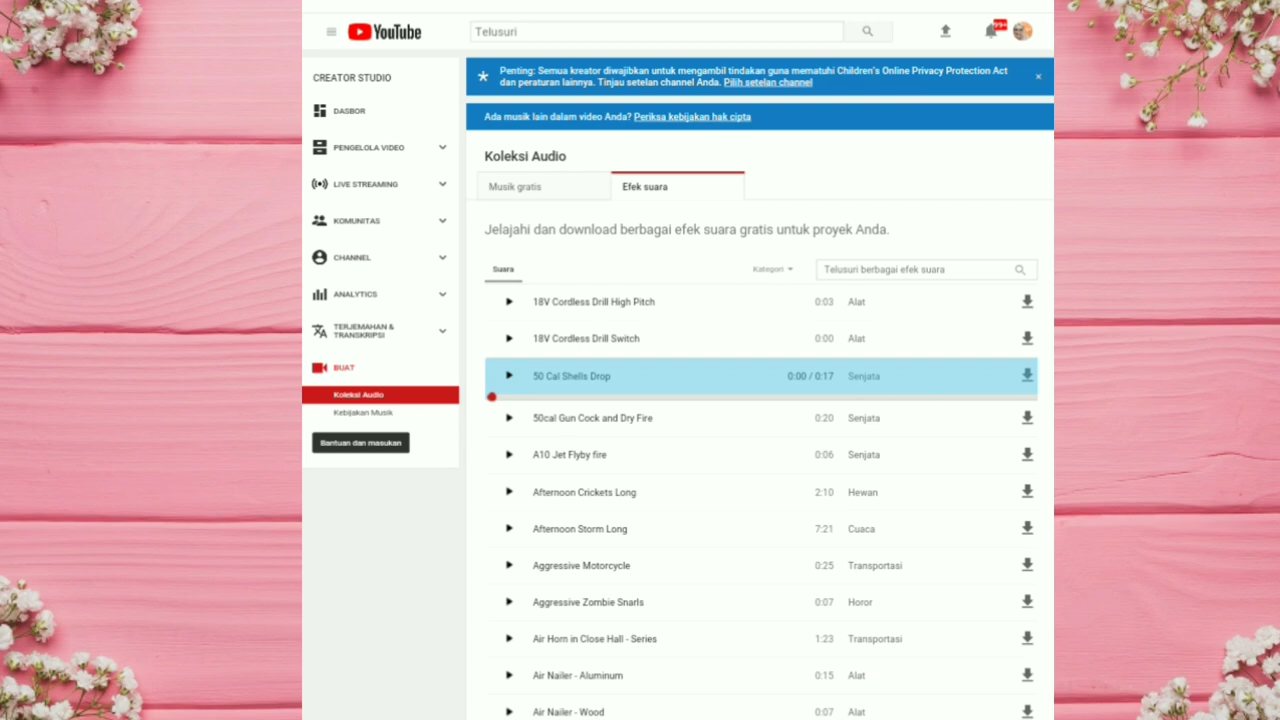 YouTube
Telusuri
99+
CREATOR STUDIO
DASBOR
PENGELOLA VIDEO
LIVE STREAMING
KOMUNITAS
CHANNEL
ANALYTICS
TERJEMAHAN &
TRANSKRIPSI
BUAT
Koleksi Audio
Kebijakan Musik
Bantuan dan masukan
Penting: Semua kreator diwajibkan untuk mengambil tindakan guna mematuhi Children's Online Privacy Protection Act
dan peraturan lainnya. Tinjau setelan channel Anda. Pilih setelan channel
Ada musik lain dalam video Anda? Periksa kebijakan hak cipta
Koleksi Audio
Musik gratis Efek suara
Jelajahi dan download berbagai efek suara gratis untuk proyek Anda.
Suara Kategori Telusuri berbagai efek suara
18V Cordless Drill High Pitch 0:03 Alat
18V Cordless Drill Switch 0:00 Alat
50 Cal Shells Drop 0:00 / 0:17 Senjata
50cal Gun Cock and Dry Fire 0:20 Senjata
A10 Jet Flyby fire 0:06 Senjata
Afternoon Crickets Long 2:10 Hewan
Afternoon Storm Long 7:21 Cuaca
Aggressive Motorcycle 0:25 Transportasi
Aggressive Zombie Snarls 0:07 Horor
Air Horn in Close Hall - Series 1:23 Transportasi
Air Nailer - Aluminum 0:15 Alat
Air Nailer - Wood 0:07 Alat